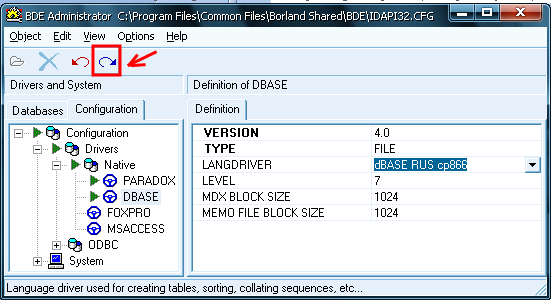 BDE Administrator C:\Program Files\Common Files\Borland Shared\BDE\IDAPI32.CFG
Object Edit View Options Help
Drivers and System
Definition of DBASE
Databases Configuration
Definition
Configuration
Drivers
Native
PARADOX
DBASE
FOXPRO
MSACCESS
ODBC
System
VERSION 4.0
TYPE FILE
LANGDRIVER dBASE RUS cp866
LEVEL 7
MDX BLOCK SIZE 1024
MEMO FILE BLOCK SIZE 1024
Language driver used for creating tables, sorting, collating sequences, etc...